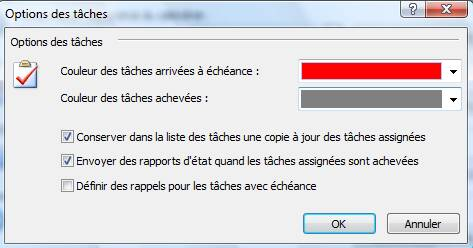 Options des tâches
Options des tâches
Couleur des tâches arrivées à échéance :
Couleur des tâches achevées :
Conserver dans la liste des tâches une copie à jour des tâches assignées
Envoyer des rapports d'état quand les tâches assignées sont achevées
Définir des rappels pour les tâches avec échéance
OK
Annuler